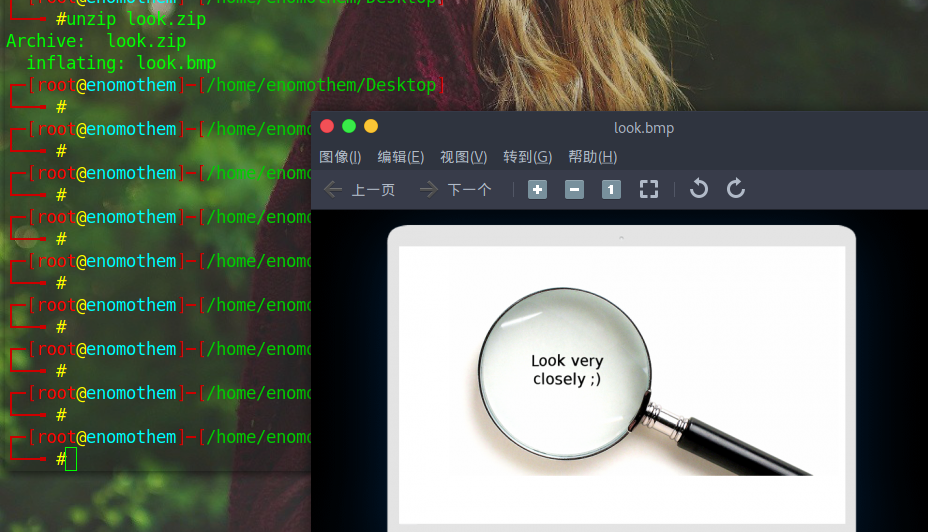 [root@enomothem]─[/home/enomothem/Desktop]
#unzip look.zip
Archive:  look.zip
inflating: look.bmp
[root@enomothem]─[/home/enomothem/Desktop]
#
[root@enomothem]─[/home/enomo
#
[root@enomothem]─[/home/enomo
#
[root@enomothem]─[/home/enomo
#
[root@enomothem]─[/home/enomo
#
[root@enomothem]─[/home/enomo
#
[root@enomothem]─[/home/enomo
#
[root@enomothem]─[/home/enomo
#
[root@enomothem]─[/home/enomo
#
look.bmp
图像(I) 编辑(E) 视图(V) 转到(G) 帮助(H)
上一页 下一个 1
Look very
closely ;)